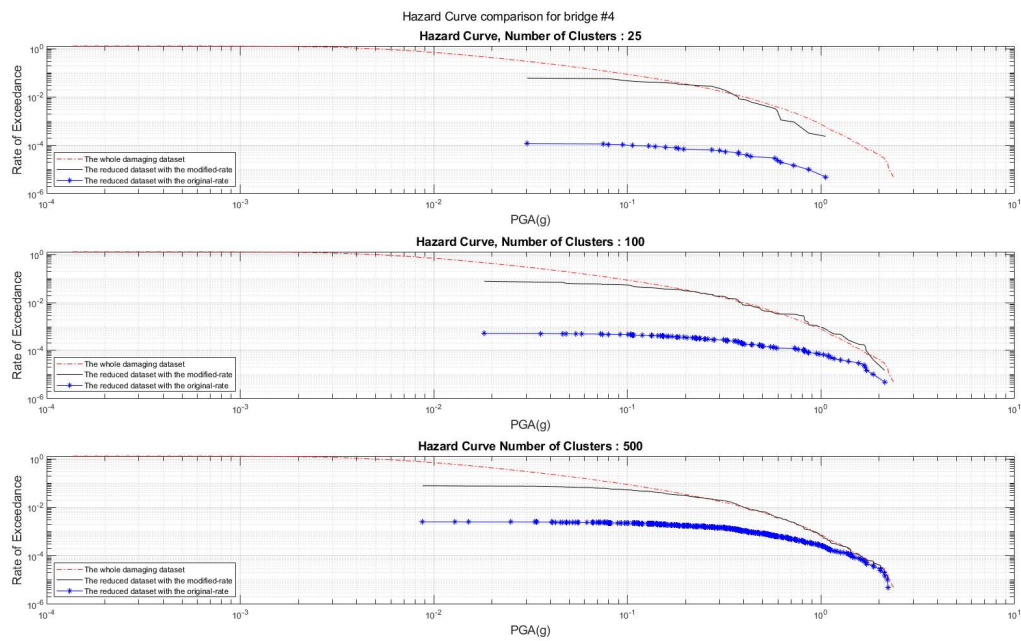 Hazard Curve comparison for bridge #4
Hazard Curve, Number of Clusters : 25
Rate of Exceedance
10^0
10^-2
10^-4
10^-6
The whole damaging dataset
The reduced dataset with the modified-rate
The reduced dataset with the original-rate
10^-4 10^-3 10^-2 10^-1 10^0 10^1
PGA(g)
Hazard Curve, Number of Clusters : 100
Rate of Exceedance
10^0
10^-2
10^-4
10^-6
The whole damaging dataset
The reduced dataset with the modified-rate
The reduced dataset with the original-rate
10^-4 10^-3 10^-2 10^-1 10^0 10^1
PGA(g)
Hazard Curve Number of Clusters : 500
Rate of Exceedance
10^0
10^-2
10^-4
10^-6
The whole damaging dataset
The reduced dataset with the modified-rate
The reduced dataset with the original-rate
10^-4 10^-3 10^-2 10^-1 10^0 10^1
PGA(g)